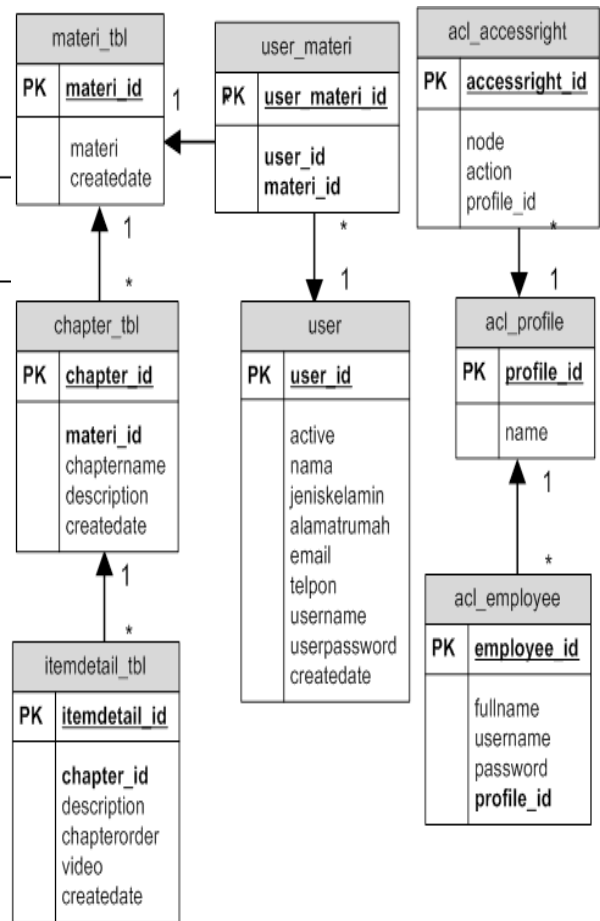 materi_tbl
PK materi_id
materi
createdate
1
user_materi
PK user_materi_id
user_id
materi_id
*
1
acl_accessright
PK accessright_id
node
action
profile_id
*
1
1
*
chapter_tbl
PK chapter_id
materi_id
chaptername
description
createdate
user
PK user_id
active
nama
jeniskelamin
alamatrumah
email
telpon
username
userpassword
createdate
acl_profile
PK profile_id
name
1
*
1
*
itemdetail_tbl
PK itemdetail_id
chapter_id
description
chapterorder
video
createdate
acl_employee
PK employee_id
fullname
username
password
profile_id